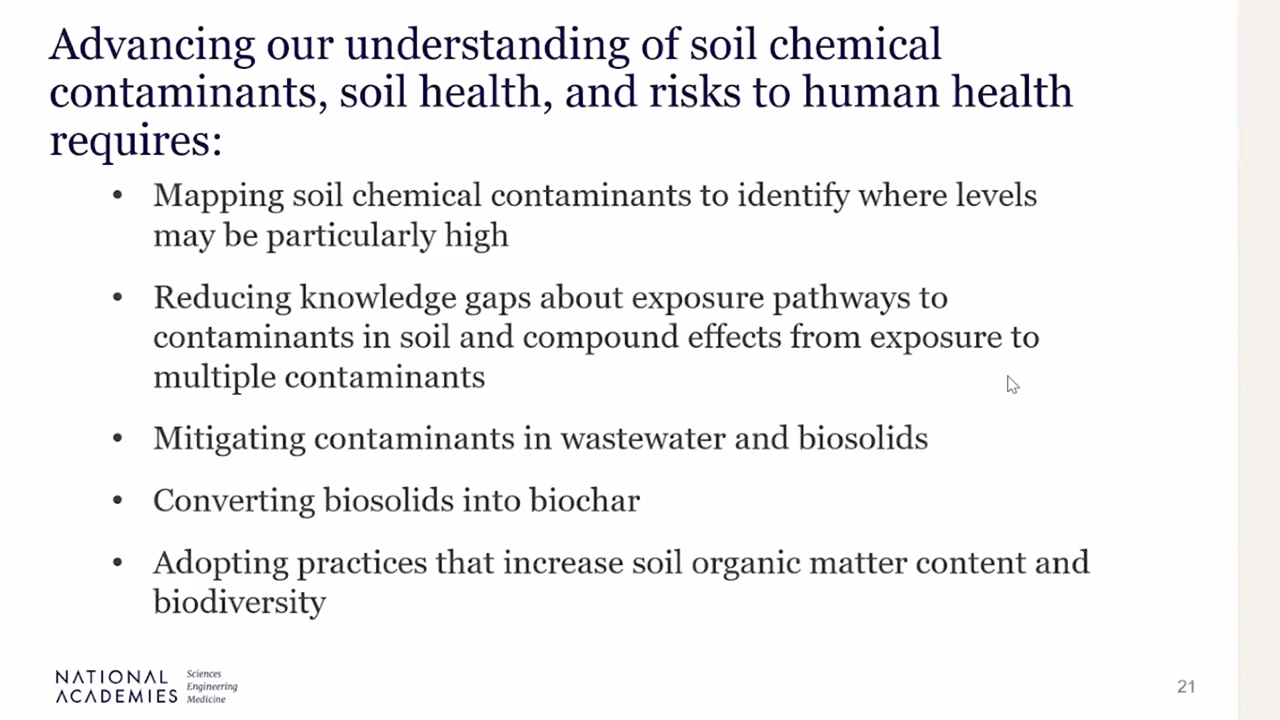 Advancing our understanding of soil chemical
contaminants, soil health, and risks to human health
requires:
• Mapping soil chemical contaminants to identify where levels
may be particularly high
• Reducing knowledge gaps about exposure pathways to
contaminants in soil and compound effects from exposure to
multiple contaminants
• Mitigating contaminants in wastewater and biosolids
• Converting biosolids into biochar
• Adopting practices that increase soil organic matter content and
biodiversity
NATIONAL
ACADEMIES
Sciences
Engineering
Medicine
21